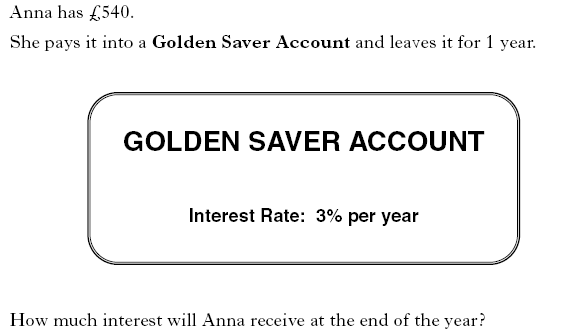 Anna has £540.
She pays it into a Golden Saver Account and leaves it for 1 year.
GOLDEN SAVER ACCOUNT
Interest Rate: 3% per year
How much interest will Anna receive at the end of the year?